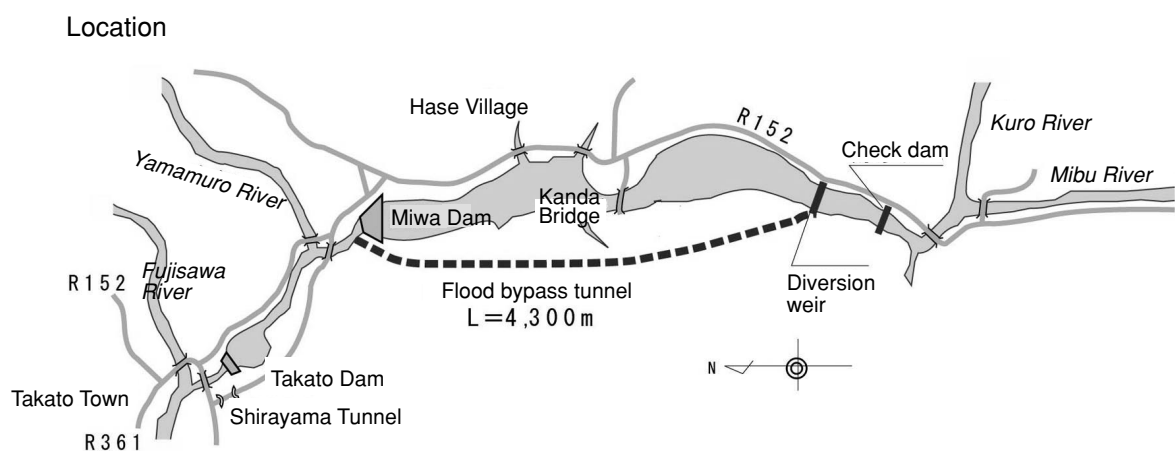 Location
Hase Village
R152
Kuro River
Check dam
Mibu River
Yamamuro River
Kanda
Bridge
Miwa Dam
Fujisawa
River
R152
Diversion
weir
Flood bypass tunnel
L=4,300m
N
Takato Dam
Takato Town
Shirayama Tunnel
R361